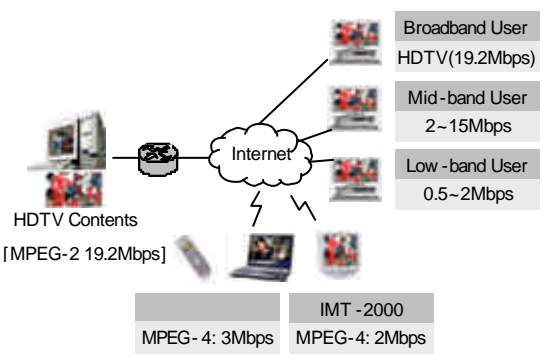 Broadband User
HDTV(19.2Mbps)
Mid-band User
2~15Mbps
Low-band User
0.5~2Mbps
Internet
HDTV Contents
[MPEG-2 19.2Mbps]
IMT-2000
MPEG-4: 3Mbps
MPEG-4: 2Mbps